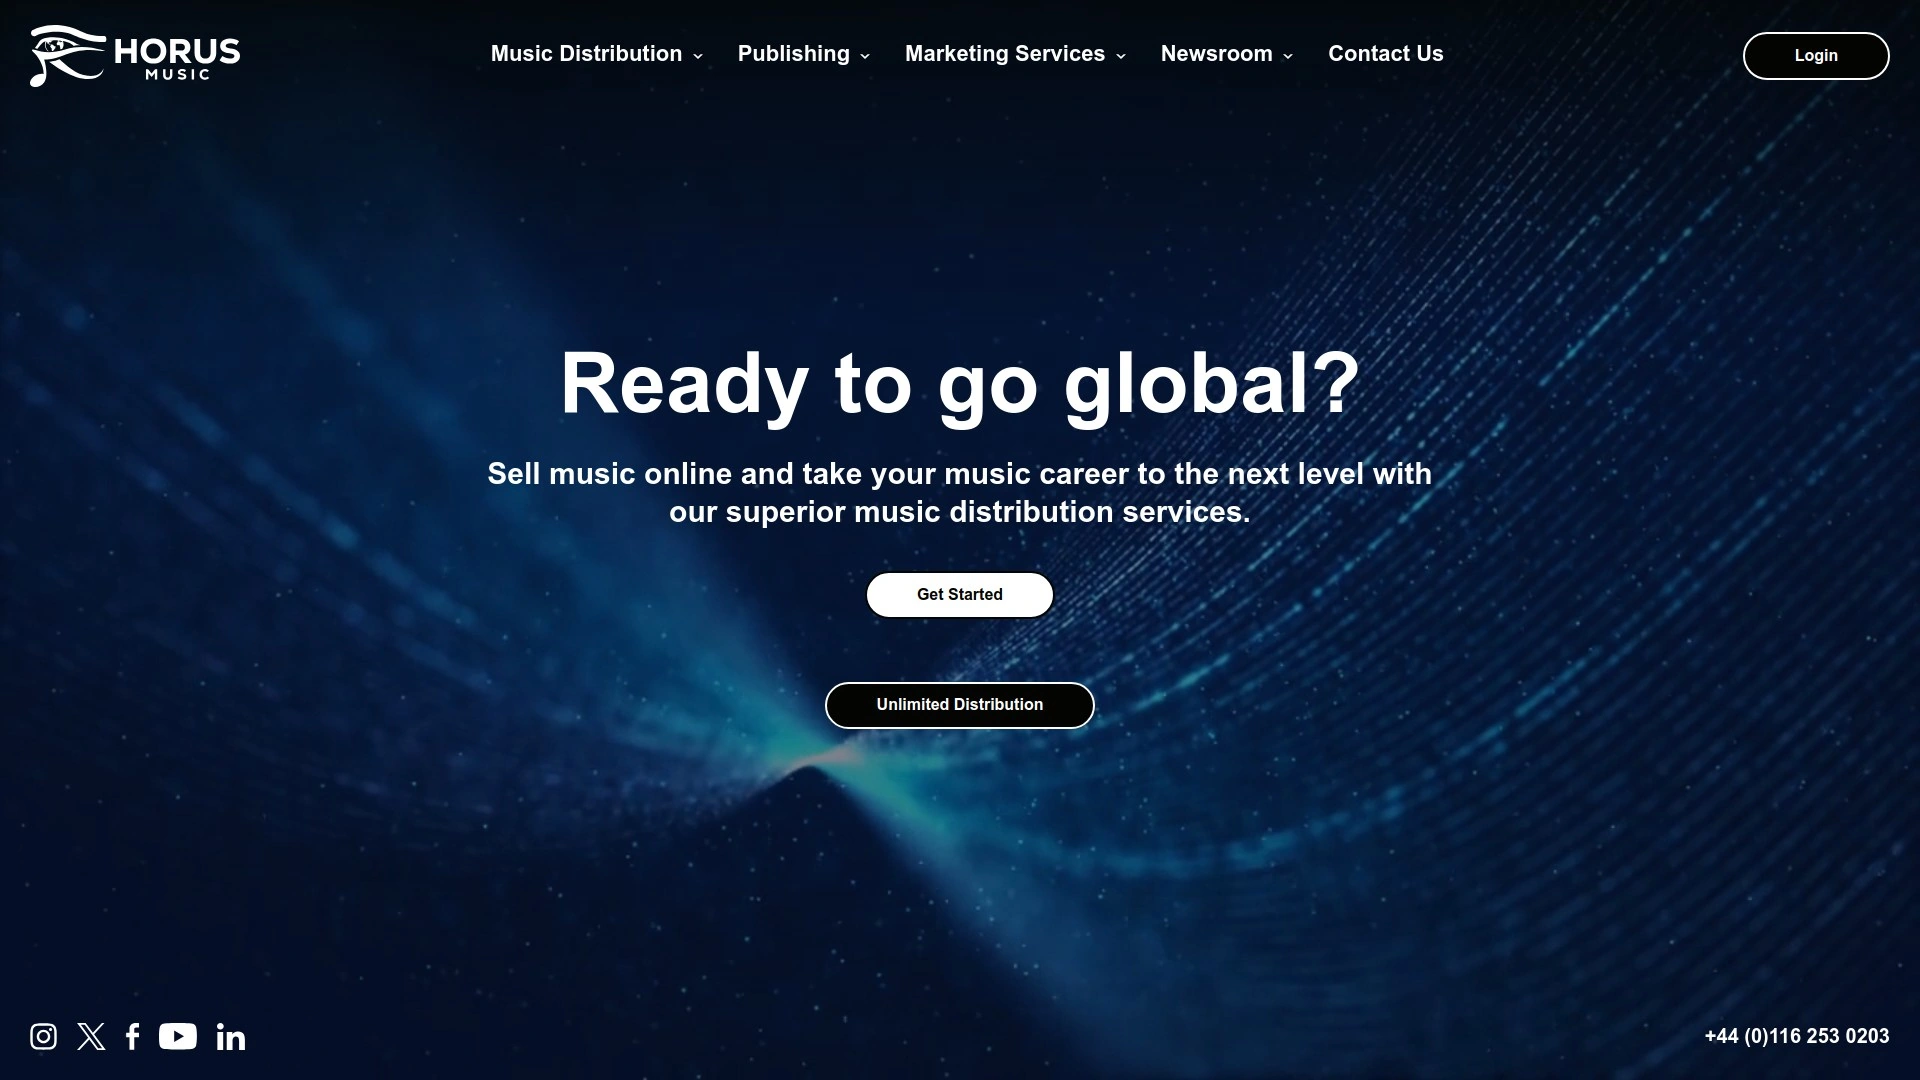 HORUS
MUSIC
Music Distribution
Publishing
Marketing Services
Newsroom
Contact Us
Login
Ready to go global?
Sell music online and take your music career to the next level with
our superior music distribution services.
Get Started
Unlimited Distribution
+44 (0)116 253 0203